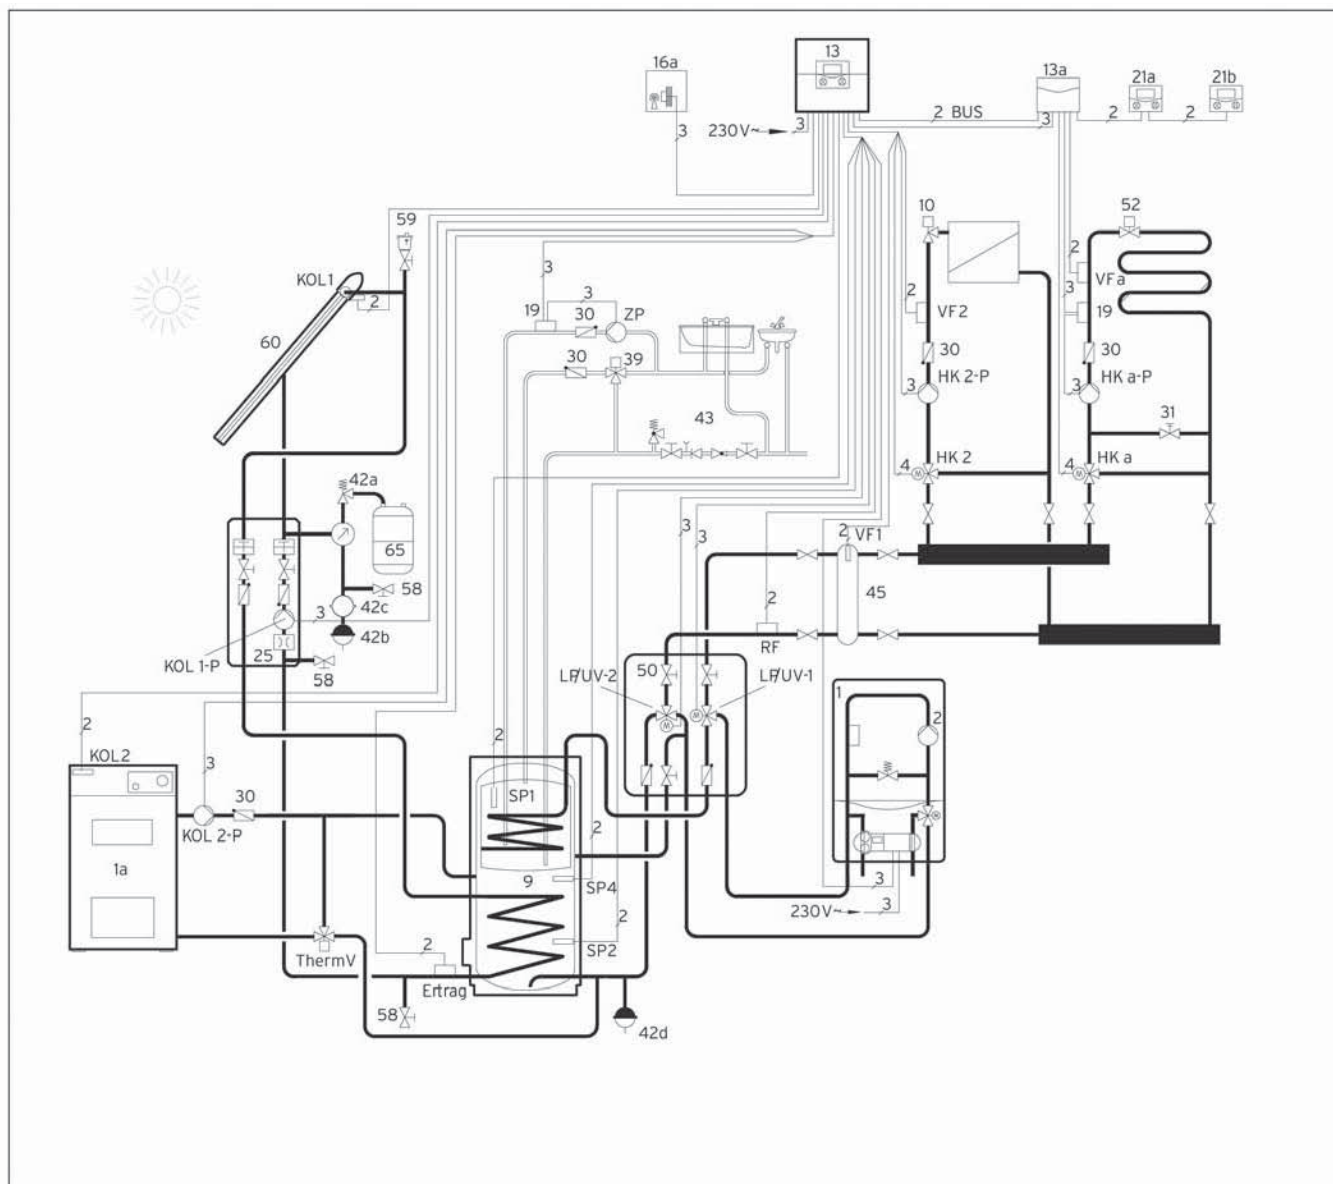 13
16a
13a
21a
21b
2 BUS
2
2
3
230V~
3
3
59
10
52
KOL1
2
3
3
2
2
VFa
60
19
30
ZP
VF2
3
19
30
39
30
30
HK 2-P
HK a-P
3
3
43
31
HK 2
HK a
4
4
42a
3
3
2
VF1
65
58
45
42c
3
2
42b
RF
KOL 1-P
25
58
50
LP/UV-2
LP/UV-1
1
2
2
2
KOL2
3
30
SP1
KOL 2-P
2
1a
9
SP4
3
230V~
3
2
2
SP2
ThermV
Ertrag
58
42d